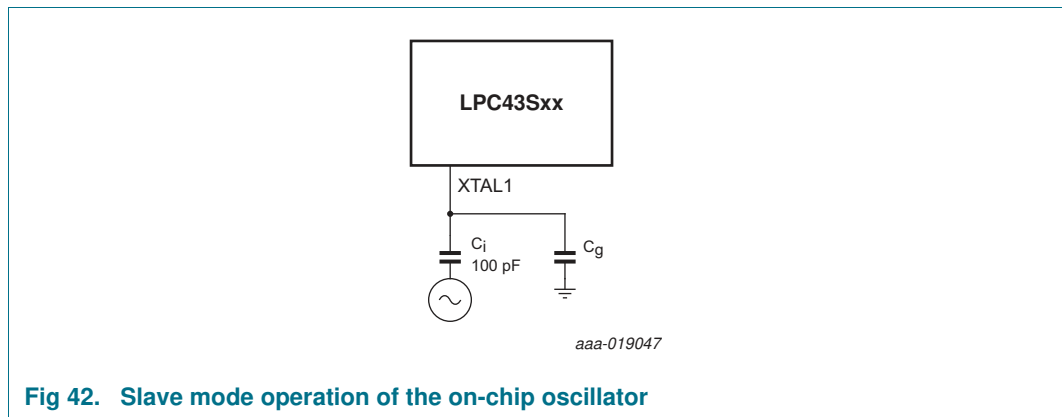 LPC43Sxx
XTAL1
Ci
100 pF
Cg
aaa-019047
Fig 42. Slave mode operation of the on-chip oscillator